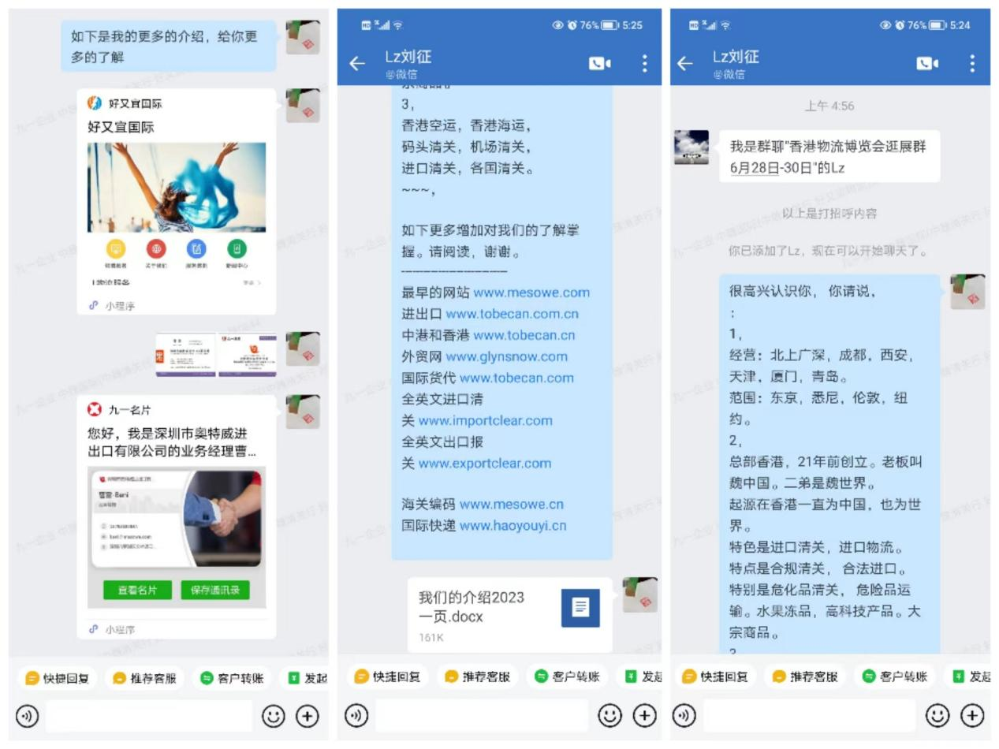 如下是我的更多的介绍，给你更
多的了解
好又宜国际
好又宜国际
关于我们
新闻中心
小程序
九一名片
您好，我是深圳市奥特威进
出口有限公司的业务经理曹...
查看名片
保存通讯录
小程序
快捷回复
推荐客服
客户转账
发起
76%
5:25
Lz刘征
@微信
3，
香港空运，香港海运，
码头清关，机场清关，
进口清关，各国清关。
~~~，
如下更多增加对我们的了解掌
握。请阅读，谢谢。
————————————
最早的网站 www.mesowe.com
进出口 www.tobecan.com.cn
中港和香港 www.tobecan.cn
外贸网 www.glynsnow.com
国际货代 www.tobecan.com
全英文进口清
关 www.importclear.com
全英文出口报
关 www.exportclear.com
海关编码 www.mesowe.cn
国际快递 www.haoyouyi.cn
我们的介绍2023
一页.docx
161K
快捷回复
推荐客服
客户转账
发起
76%
5:24
Lz刘征
@微信
上午 4:56
我是群聊"香港物流博览会逛展群
6月28日-30日"的Lz
以上是打招呼内容
你已添加了Lz，现在可以开始聊天了。
很高兴认识你， 你请说，
：
1，
经营：北上广深，成都，西安，
天津，厦门，青岛。
范围：东京，悉尼，伦敦，纽
约。
2，
总部香港，21年前创立。老板叫
魏中国。二弟是魏世界。
起源在香港一直为中国，也为世
界。
特色是进口清关，进口物流。
特点是合规清关， 合法进口。
特别是危化品清关， 危险品运
输。水果冻品，高科技产品。大
宗商品。
快捷回复
推荐客服
客户转账
发起